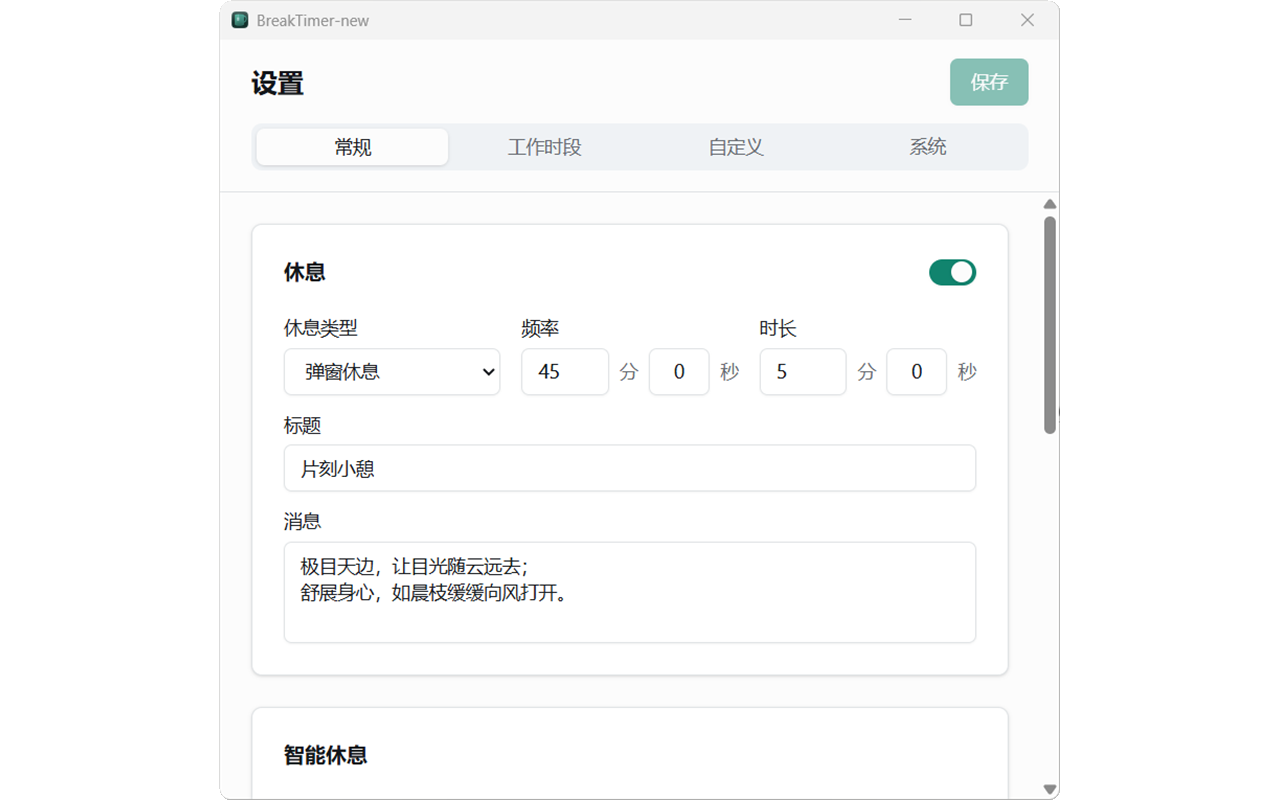 BreakTimer-new
设置
保存
常规 工作时段 自定义 系统
休息
休息类型 频率 时长
弹窗休息 45 分 0 秒 5 分 0 秒
标题
片刻小憩
消息
极目天边，让目光随云远去；
舒展身心，如晨枝缓缓向风打开。
智能休息